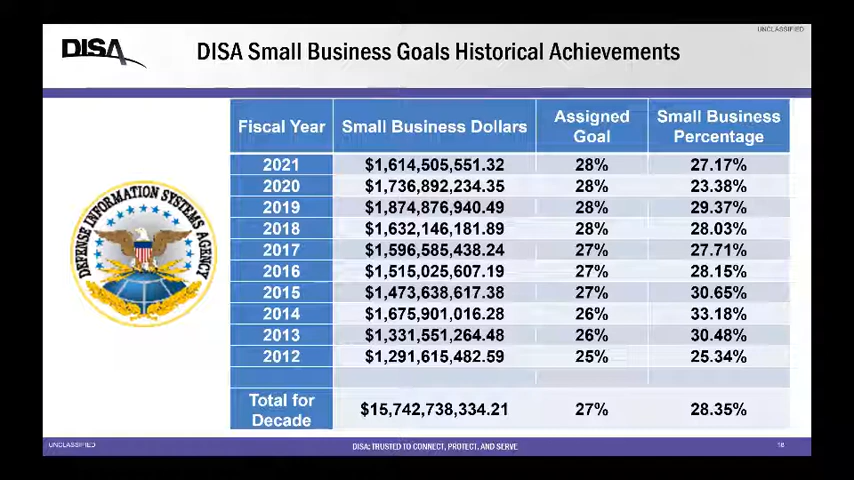 UNCLASSIFIED
DISA
DISA Small Business Goals Historical Achievements
Fiscal Year Small Business Dollars Assigned Goal Small Business Percentage
2021 $1,614,505,551.32 28% 27.17%
2020 $1,736,892,234.35 28% 23.38%
2019 $1,874,876,940.49 28% 29.37%
2018 $1,632,146,181.89 28% 28.03%
2017 $1,596,585,438.24 27% 27.71%
2016 $1,515,025,607.19 27% 28.15%
2015 $1,473,638,617.38 27% 30.65%
2014 $1,675,901,016.28 26% 33.18%
2013 $1,331,551,264.48 26% 30.48%
2012 $1,291,615,482.59 25% 25.34%
Total for Decade $15,742,738,334.21 27% 28.35%
DEFENSE INFORMATION SYSTEMS AGENCY
UNCLASSIFIED
DISA: TRUSTED TO CONNECT, PROTECT, AND SERVE